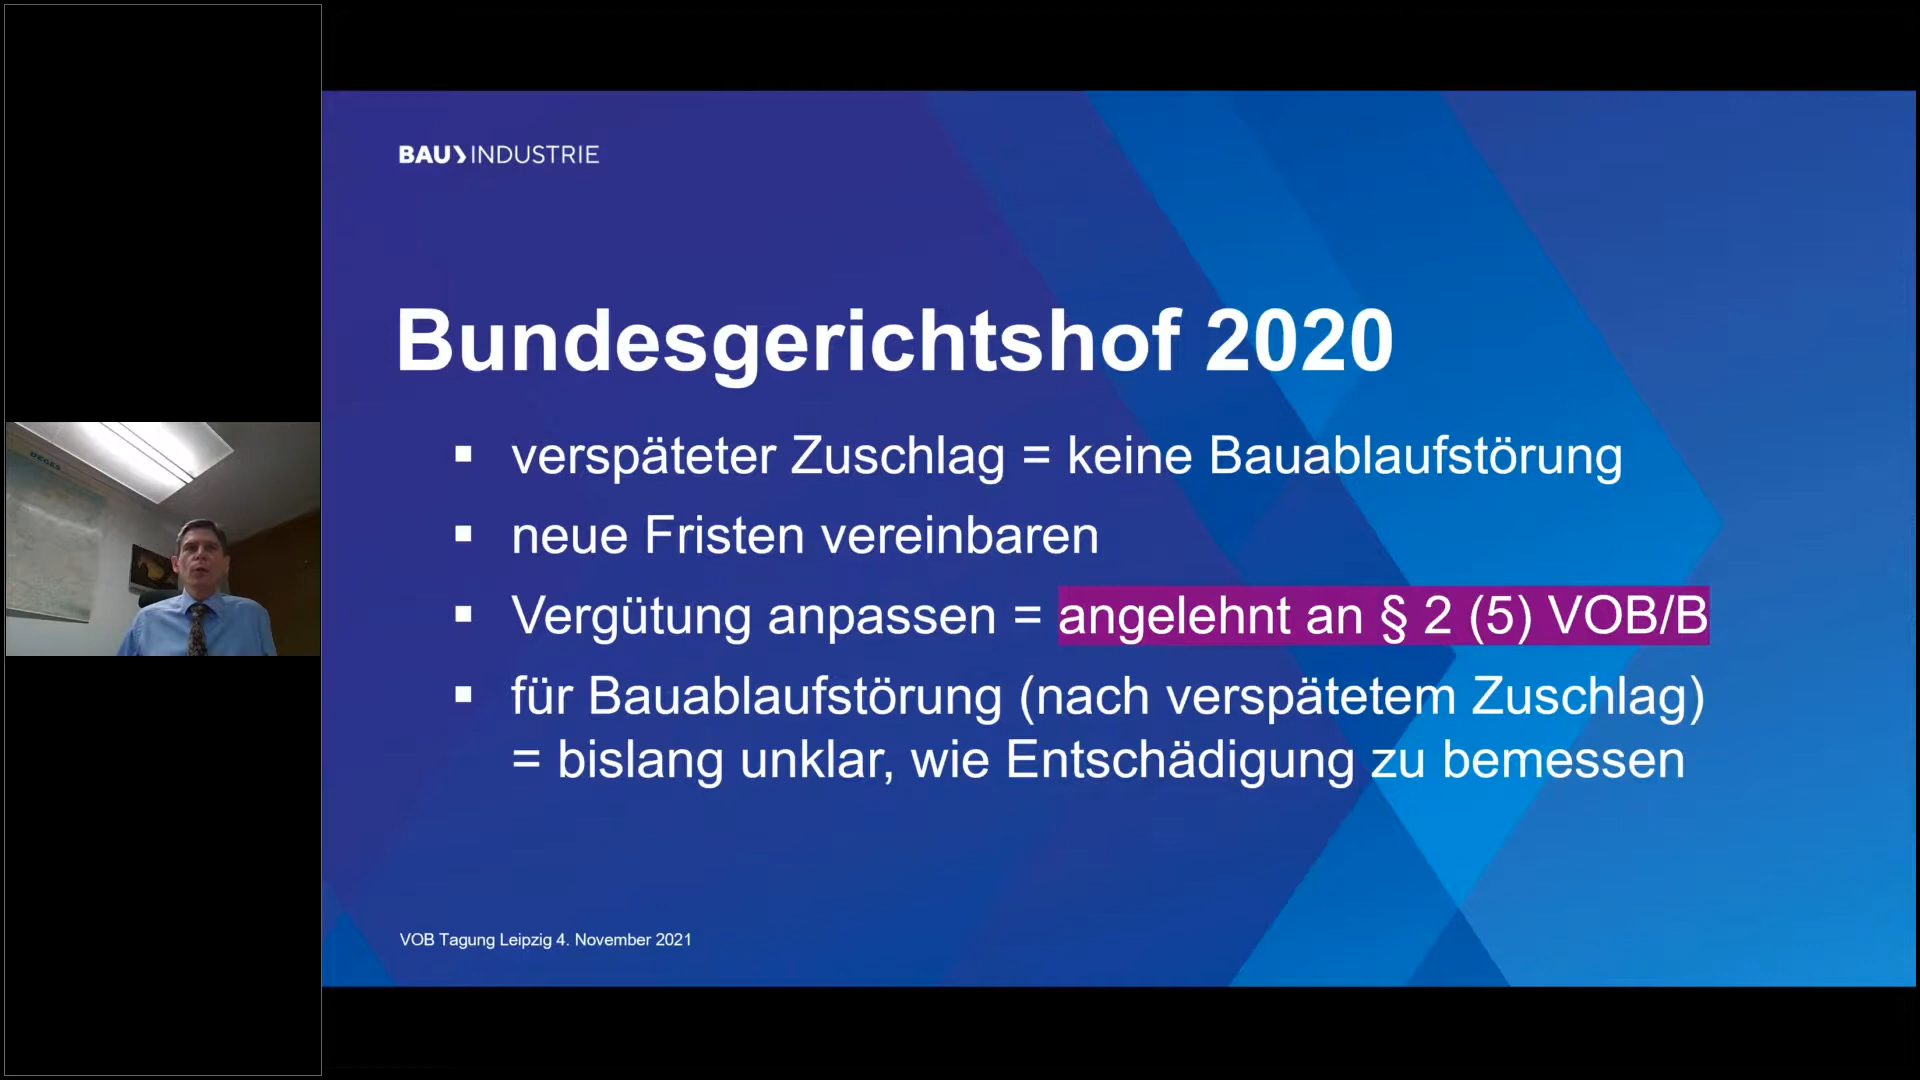 DEGES
BAU INDUSTRIE
Bundesgerichtshof 2020
▪ verspäteter Zuschlag = keine Bauablaufstörung
▪ neue Fristen vereinbaren
▪ Vergütung anpassen = angelehnt an § 2 (5) VOB/B
▪ für Bauablaufstörung (nach verspätetem Zuschlag)
= bislang unklar, wie Entschädigung zu bemessen
VOB Tagung Leipzig 4. November 2021